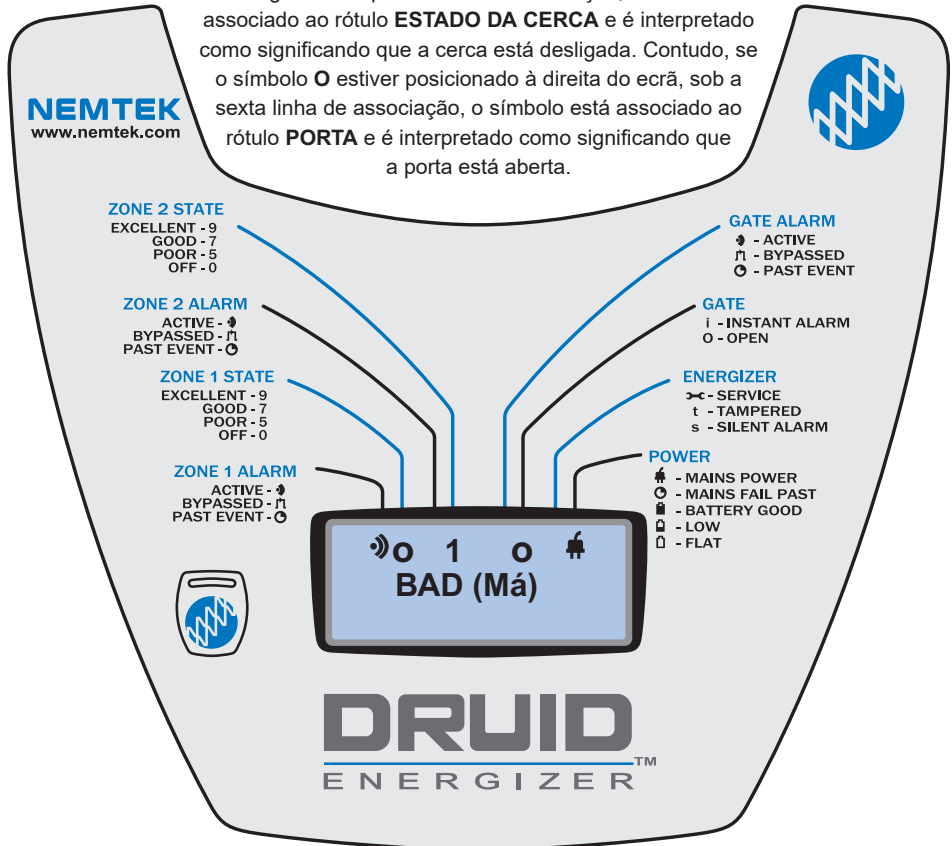 associado ao rótulo ESTADO DA CERCA e é interpretado
como significando que a cerca está desligada. Contudo, se
o símbolo O estiver posicionado à direita do ecrã, sob a
sexta linha de associação, o símbolo está associado ao
rótulo PORTA e é interpretado como significando que
a porta está aberta.
NEMTEK
www.nemtek.com
ZONE 2 STATE
EXCELLENT - 9
GOOD - 7
POOR - 5
OFF - 0
ZONE 2 ALARM
ACTIVE -
BYPASSED -
PAST EVENT -
ZONE 1 STATE
EXCELLENT - 9
GOOD - 7
POOR - 5
OFF - 0
ZONE 1 ALARM
ACTIVE -
BYPASSED -
PAST EVENT -
GATE ALARM
- ACTIVE
- BYPASSED
- PAST EVENT
GATE
i - INSTANT ALARM
O - OPEN
ENERGIZER
- SERVICE
t - TAMPERED
s - SILENT ALARM
POWER
- MAINS POWER
- MAINS FAIL PAST
- BATTERY GOOD
- LOW
- FLAT
o 1 o
BAD (Má)
DRUID
ENERGIZER™